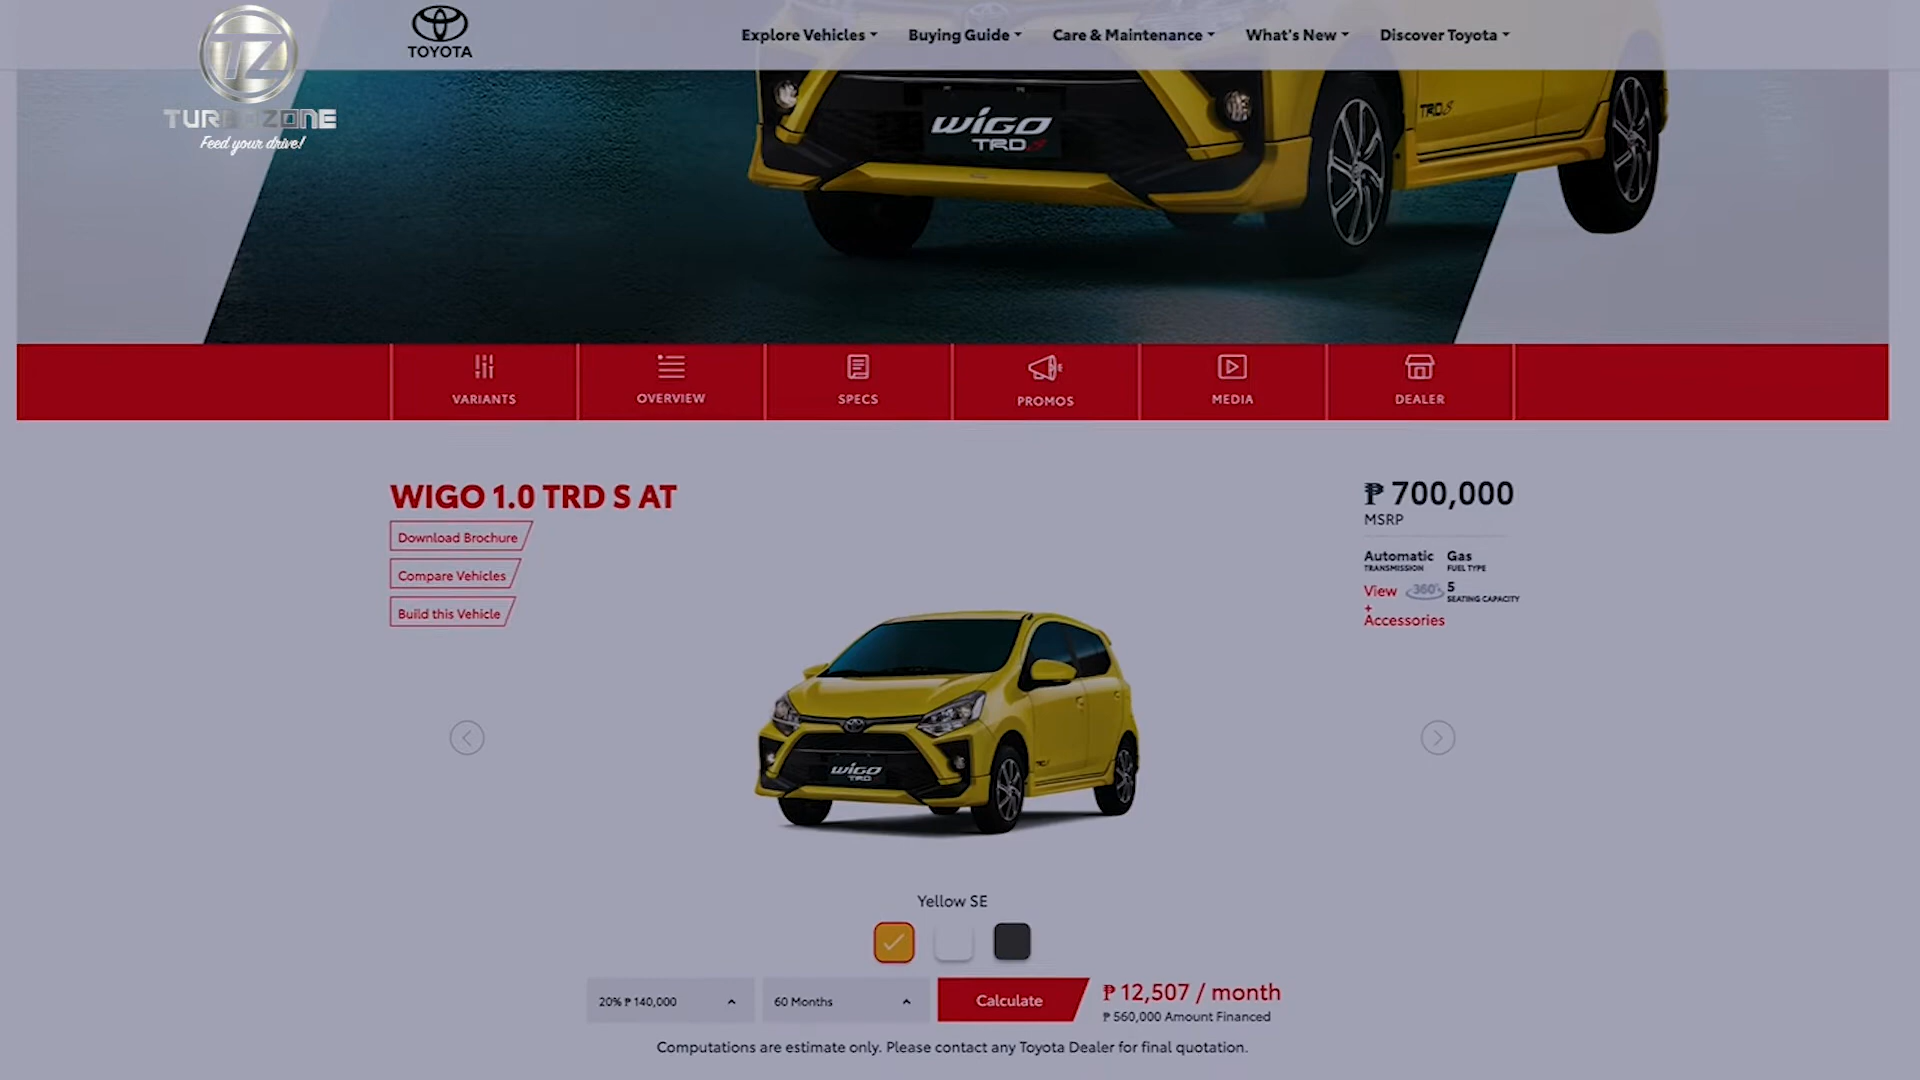 TZ
TURBOZONE
Feed your drive!
TOYOTA
Explore Vehicles
Buying Guide
Care & Maintenance
What's New
Discover Toyota
WiGO
TRD S
TRD S
VARIANTS
OVERVIEW
SPECS
PROMOS
MEDIA
DEALER
WIGO 1.0 TRD S AT
Download Brochure
Compare Vehicles
Build this Vehicle
₱ 700,000
MSRP
Automatic
TRANSMISSION
Gas
FUEL TYPE
View 360°
+
Accessories
5
SEATING CAPACITY
WiGO
TRD
Yellow SE
20% ₱ 140,000
60 Months
Calculate
₱ 12,507 / month
₱ 560,000 Amount Financed
Computations are estimate only. Please contact any Toyota Dealer for final quotation.